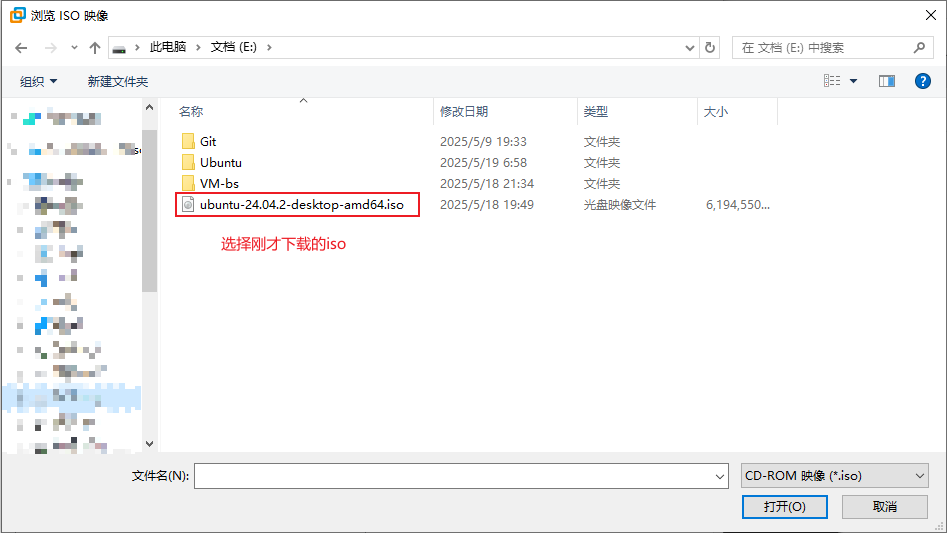 浏览 ISO 映像
此电脑 文档 (E:)
在 文档 (E:) 中搜索
组织 新建文件夹
名称 修改日期 类型 大小
Git 2025/5/9 19:33 文件夹
Ubuntu 2025/5/19 6:58 文件夹
VM-bs 2025/5/18 21:34 文件夹
ubuntu-24.04.2-desktop-amd64.iso 2025/5/18 19:49 光盘映像文件 6,194,550...
选择刚才下载的iso
文件名(N):
CD-ROM 映像 (*.iso)
打开(O) 取消